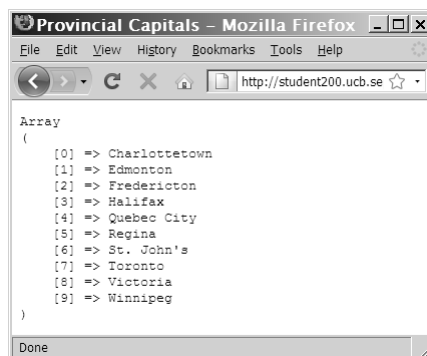 Provincial Capitals - Mozilla Firefox
File Edit View History Bookmarks Tools Help
http://student200.ucb.se
Array
(
[0] => Charlottetown
[1] => Edmonton
[2] => Fredericton
[3] => Halifax
[4] => Quebec City
[5] => Regina
[6] => St. John's
[7] => Toronto
[8] => Victoria
[9] => Winnipeg
)
Done